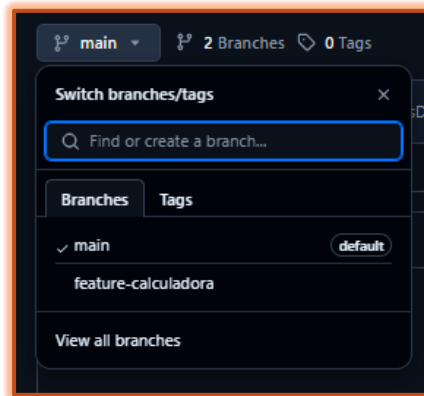 main 2 Branches 0 Tags
Switch branches/tags
Find or create a branch...
Branches Tags
main default
feature-calculadora
View all branches